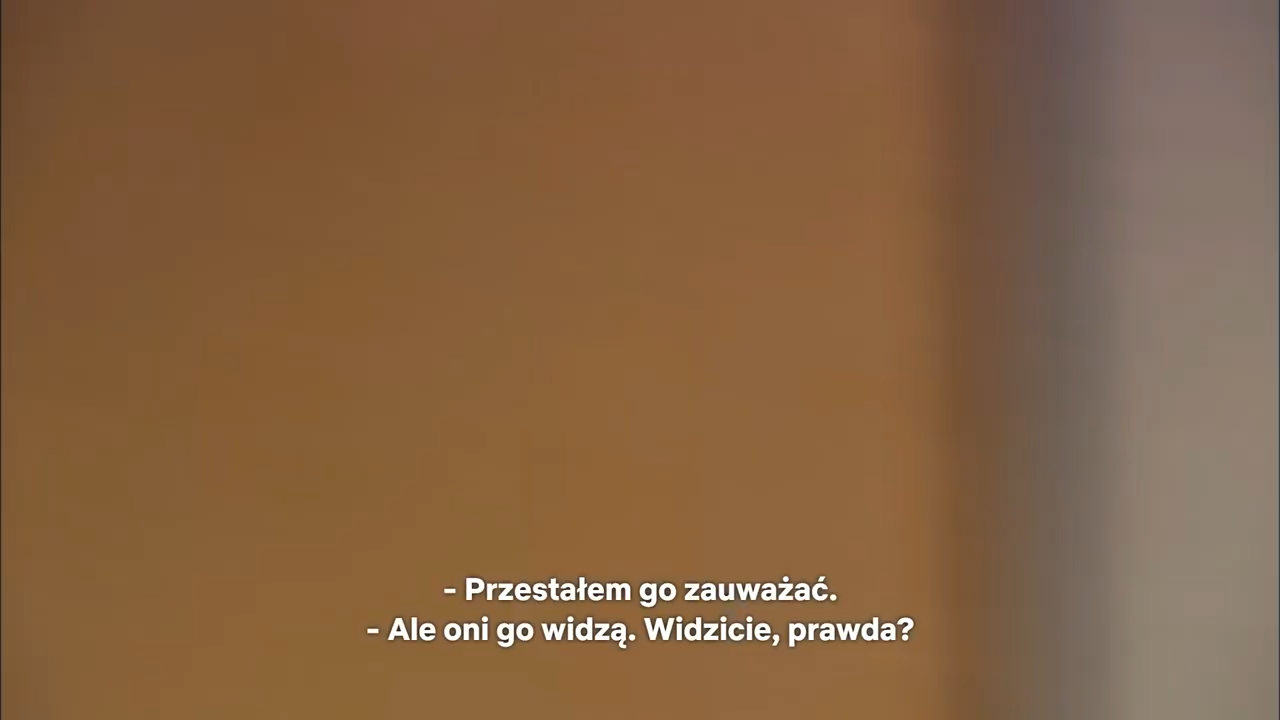 - Przestałem go zauważać.
- Ale oni go widzą. Widzicie, prawda?